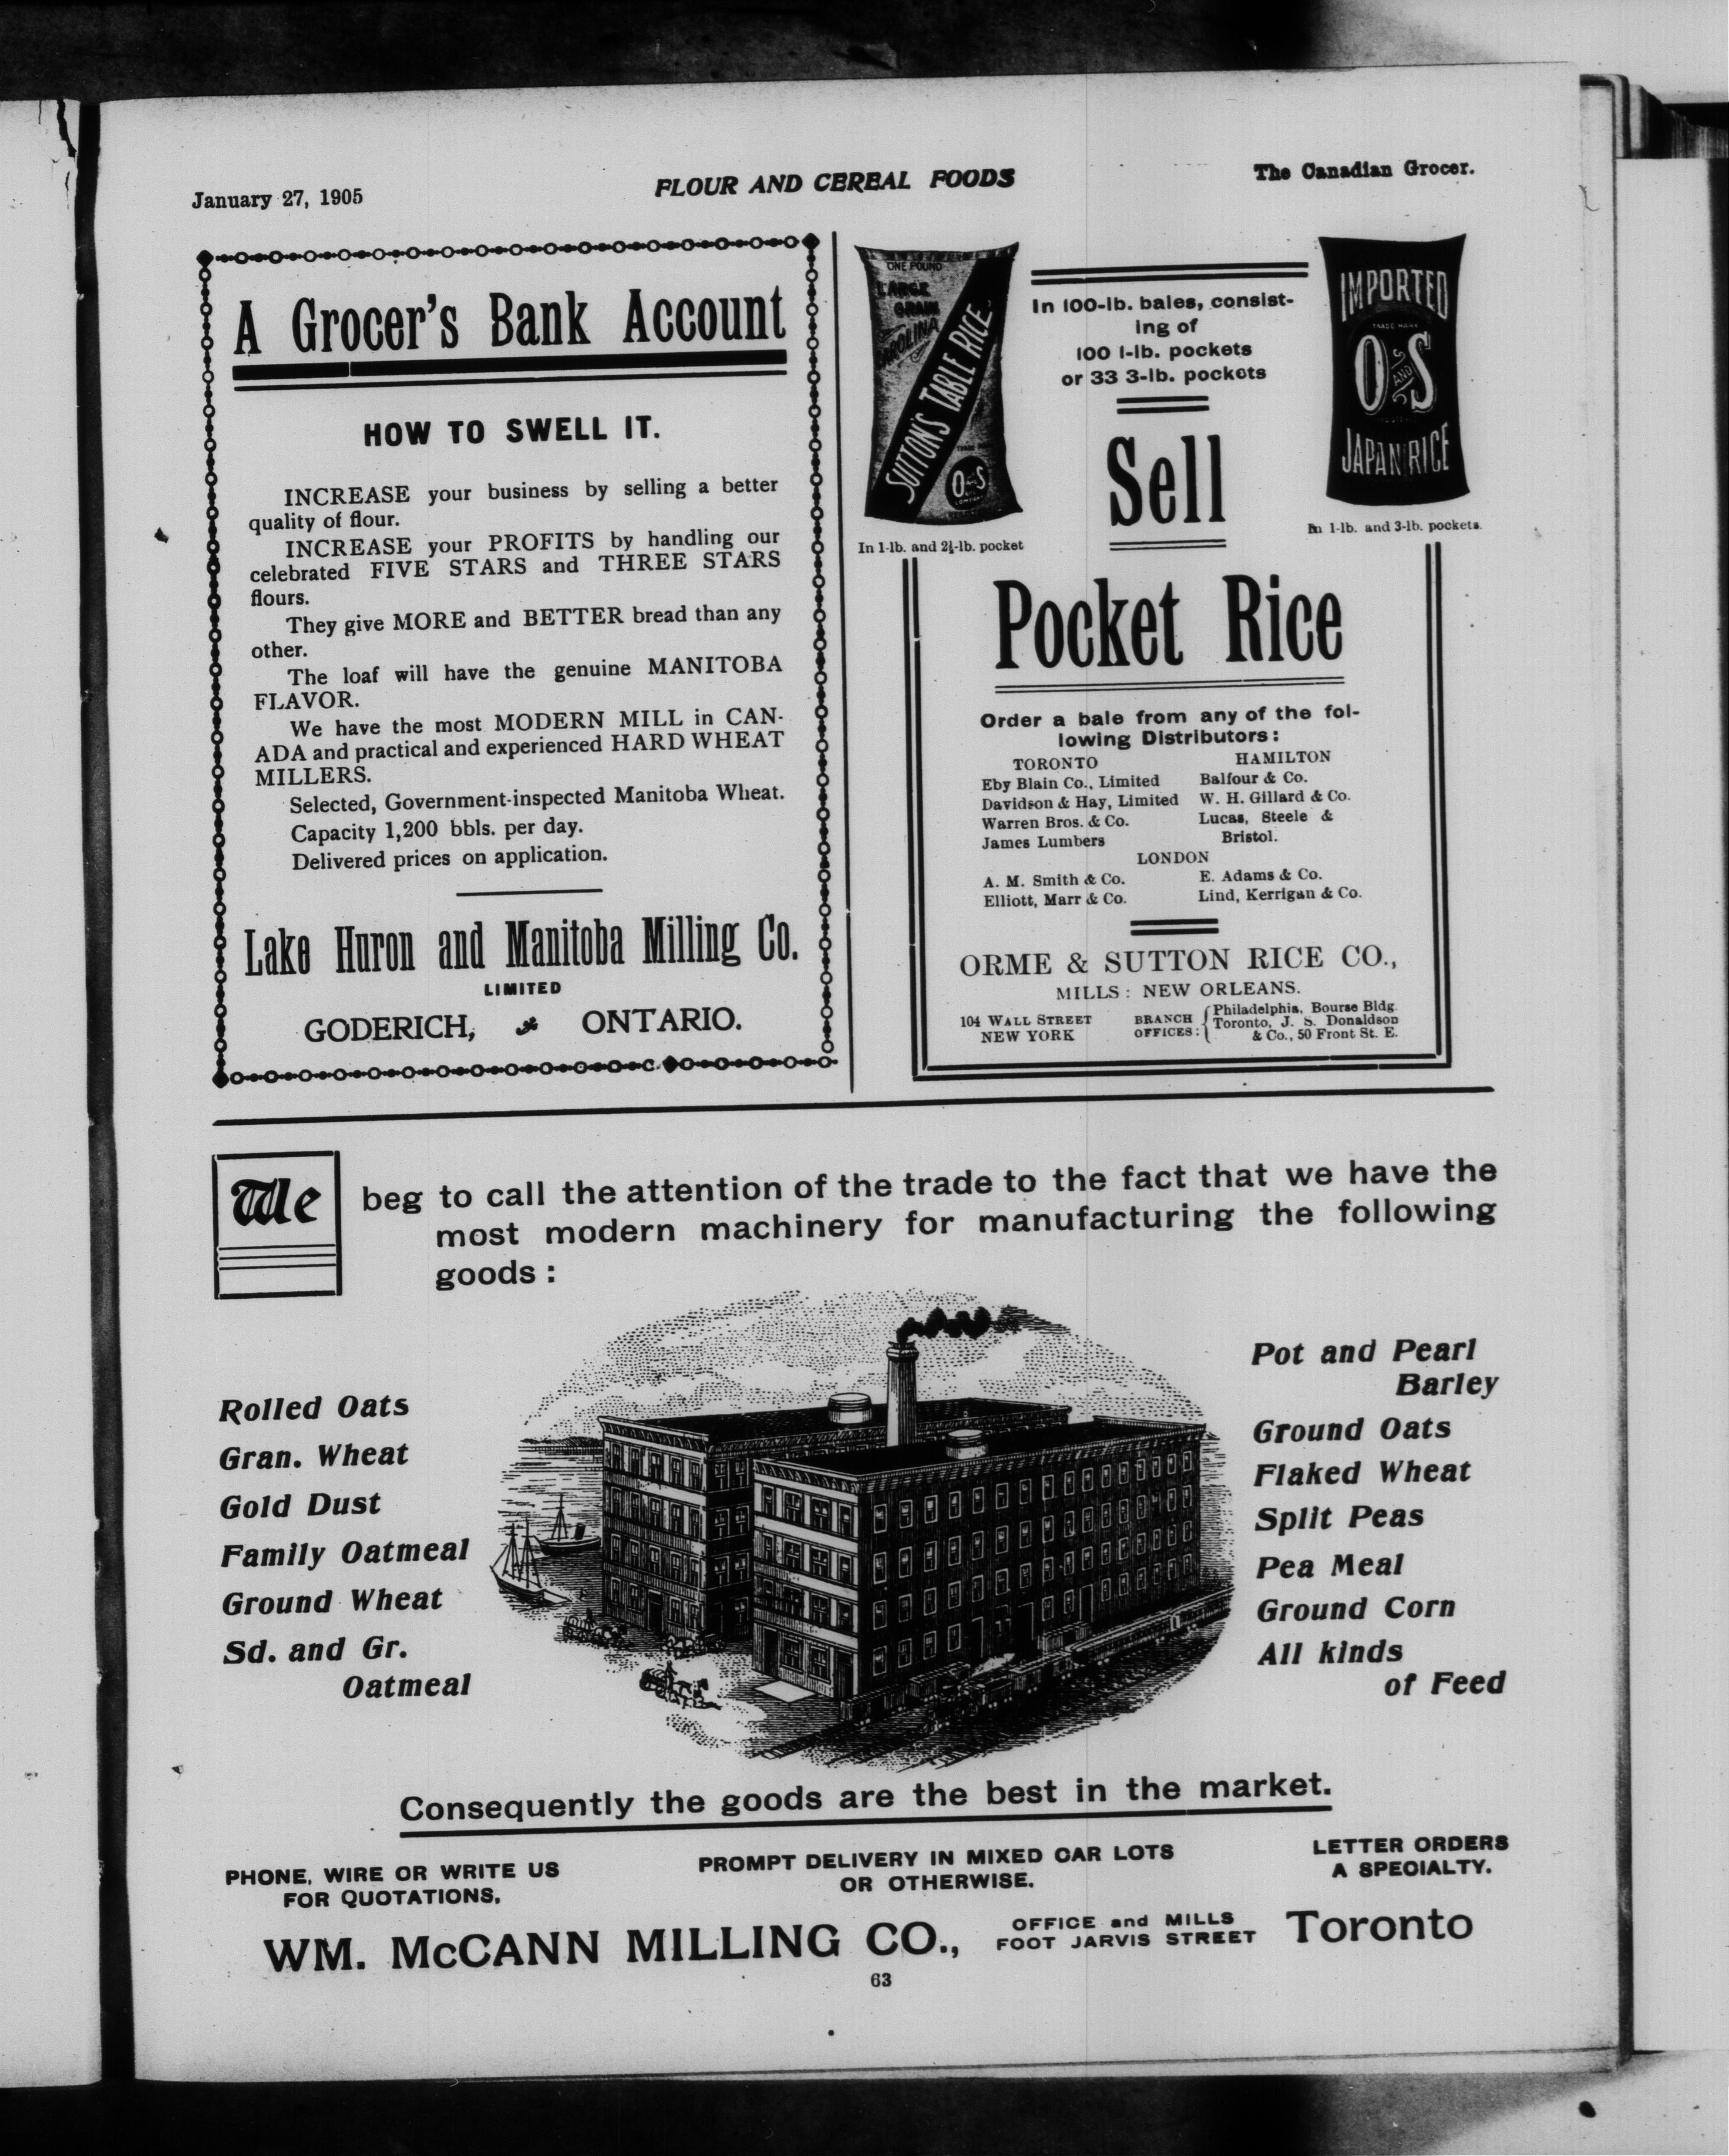 January 27, 1905
FLOUR AND CEREAL FOODS
The Canadian Grocer.
A Grocer's Bank Account
HOW TO SWELL IT.
INCREASE your business by selling a better
quality of flour.
INCREASE your PROFITS by handling our
celebrated FIVE STARS and THREE STARS
flours.
They give MORE and BETTER bread than any
other.
The loaf will have the genuine MANITOBA
FLAVOR.
We have the most MODERN MILL in CAN-
ADA and practical and experienced HARD WHEAT
MILLERS.
Selected, Government-inspected Manitoba Wheat.
Capacity 1,200 bbls. per day.
Delivered prices on application.
Lake Huron and Manitoba Milling Co.
LIMITED
GODERICH, ONTARIO.
ONE POUND
LARGE
GRAIN
CAROLINA
SUTTON'S TABLE RICE
TRADE
O AND S
COMPANY
In 1-lb. and 2½-lb. pocket
In 100-lb. bales, consist-
ing of
100 1-lb. pockets
or 33 3-lb. pockets
IMPORTED
TRADE MARK
O AND S
JAPAN RICE
In 1-lb. and 3-lb. pockets.
Sell
Pocket Rice
Order a bale from any of the fol-
lowing Distributors:
TORONTO
Eby Blain Co., Limited
Davidson & Hay, Limited
Warren Bros. & Co.
James Lumbers
HAMILTON
Balfour & Co.
W. H. Gillard & Co.
Lucas, Steele &
Bristol.
LONDON
A. M. Smith & Co.
Elliott, Marr & Co.
E. Adams & Co.
Lind, Kerrigan & Co.
ORME & SUTTON RICE CO.,
MILLS: NEW ORLEANS.
104 WALL STREET
NEW YORK
BRANCH
OFFICES:
Philadelphia, Bourse Bldg.
Toronto, J. S. Donaldson
& Co., 50 Front St. E.
We beg to call the attention of the trade to the fact that we have the
most modern machinery for manufacturing the following
goods:
Rolled Oats
Gran. Wheat
Gold Dust
Family Oatmeal
Ground Wheat
Sd. and Gr.
Oatmeal
Pot and Pearl
Barley
Ground Oats
Flaked Wheat
Split Peas
Pea Meal
Ground Corn
All kinds
of Feed
Consequently the goods are the best in the market.
PHONE, WIRE OR WRITE US
FOR QUOTATIONS,
PROMPT DELIVERY IN MIXED CAR LOTS
OR OTHERWISE.
LETTER ORDERS
A SPECIALTY.
WM. McCANN MILLING CO.,
OFFICE and MILLS
FOOT JARVIS STREET
Toronto
63